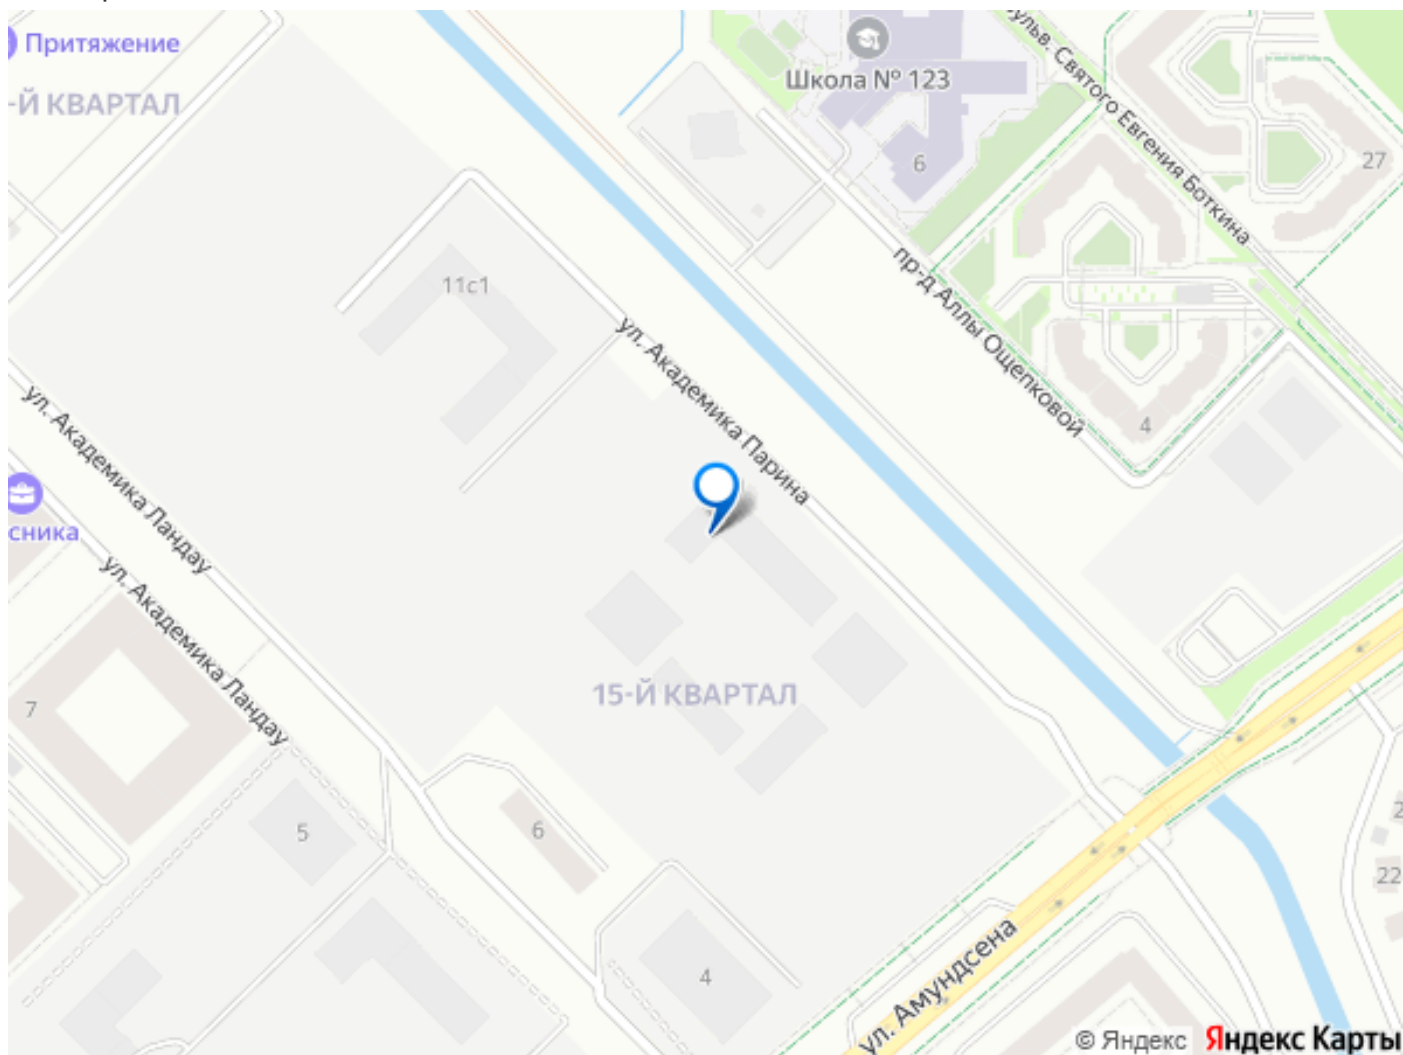 Притяжение
-Й КВАРТАЛ
Школа № 123
6
бульв. Святого Евгения Боткина
27
пр-д Аллы Ощепковой
4
11с1
ул. Академика Парина
ул. Академика Ландау
сника
ул. Академика Ландау
15-Й КВАРТАЛ
7
5
6
4
22
2
ул. Амундсена
© Яндекс Яндекс Карты